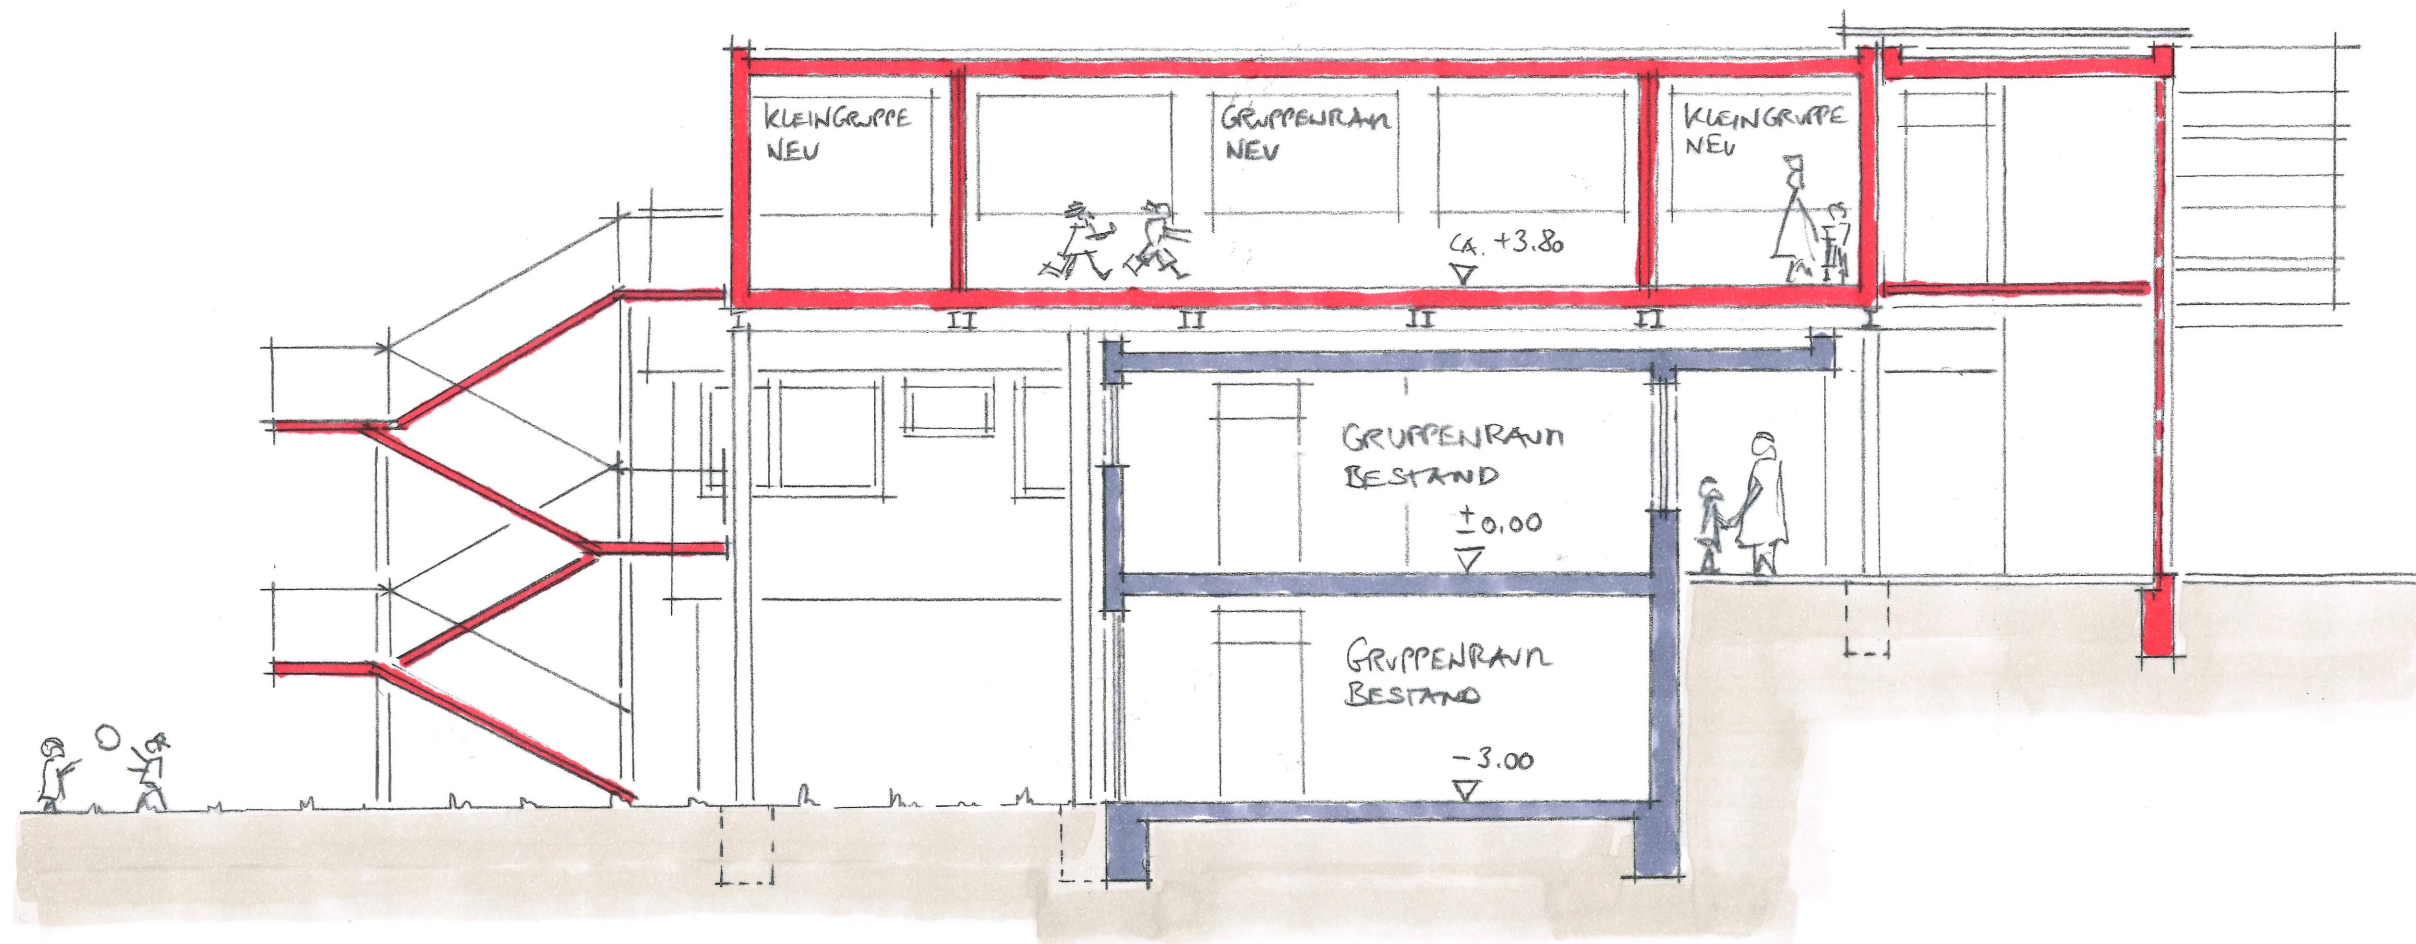 KLEINGRUPPE
NEU
GRUPPENRAUM
NEU
KLEINGRUPPE
NEU
CA. +3.80
GRUPPENRAUM
BESTAND
±0.00
GRUPPENRAUM
BESTAND
-3.00